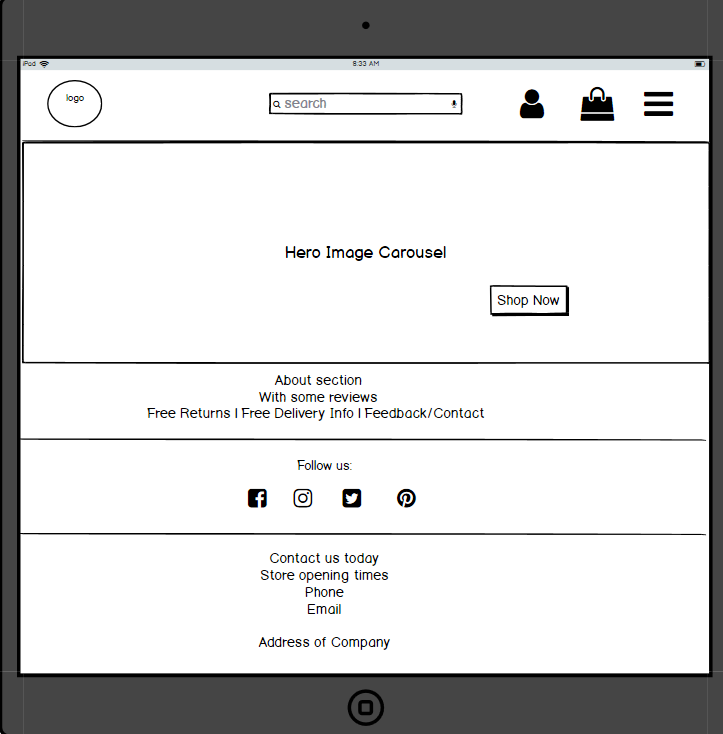 iPad 8:33 AM
logo
search
Hero Image Carousel
Shop Now
About section
With some reviews
Free Returns | Free Delivery Info | Feedback/Contact
Follow us:
Contact us today
Store opening times
Phone
Email
Address of Company